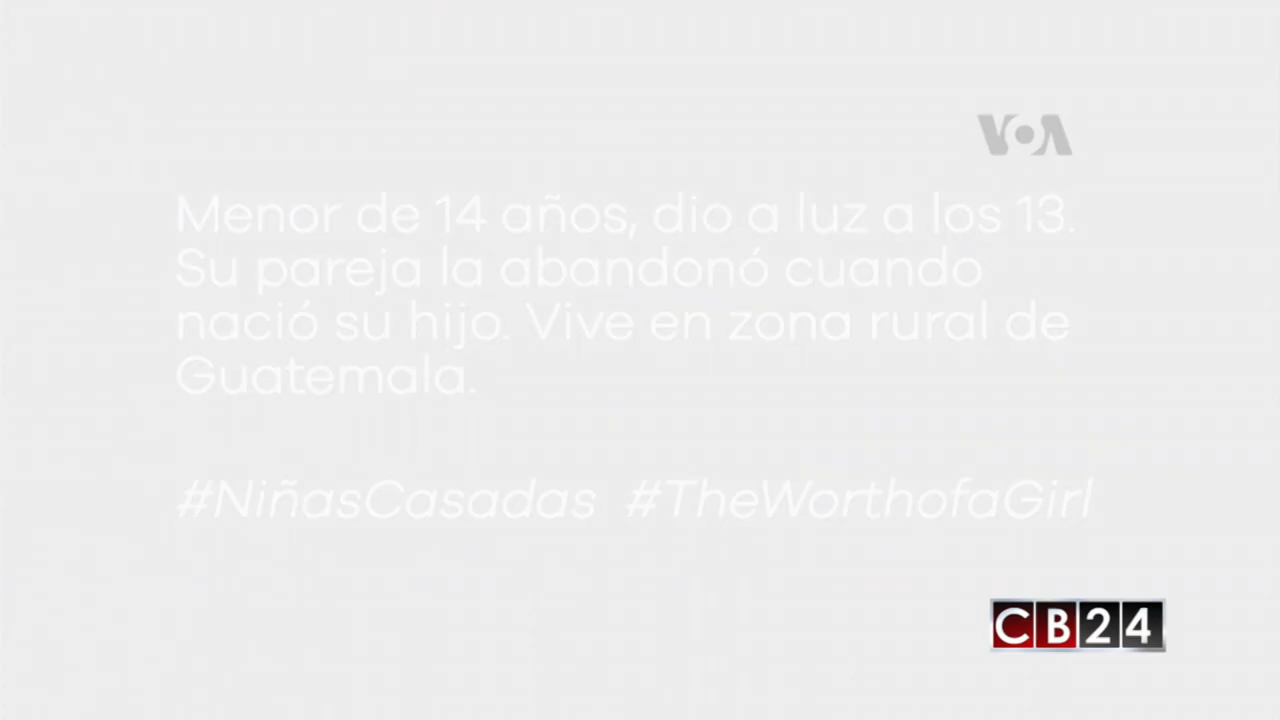 VOA
Menor de 14 años, dio a luz a los 13.
Su pareja la abandonó cuando
nació su hijo. Vive en zona rural de
Guatemala.
#NiñasCasadas #TheWorthofaGirl
CB24